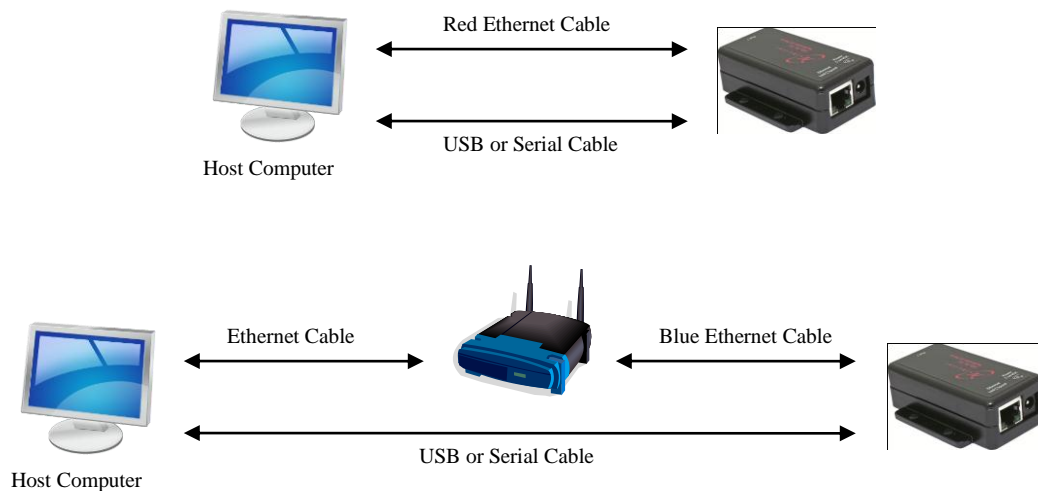 Red Ethernet Cable
USB or Serial Cable
Host Computer
Ethernet Cable
Blue Ethernet Cable
USB or Serial Cable
Host Computer